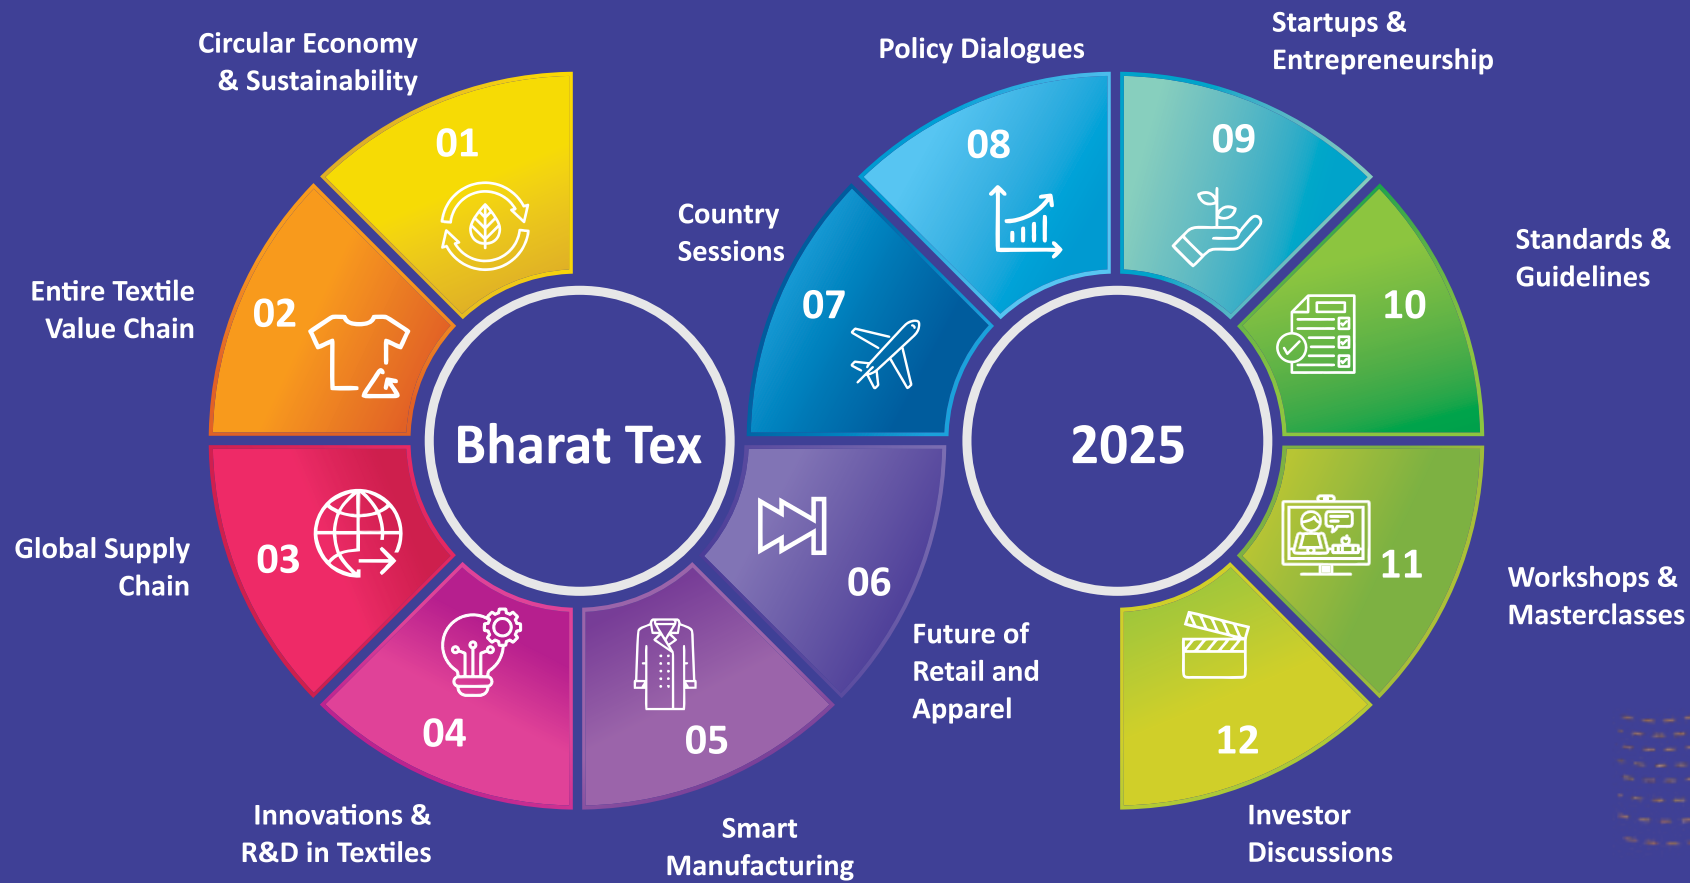 Circular Economy
& Sustainability
01
Entire Textile
Value Chain
02
Global Supply
Chain
03
Innovations &
R&D in Textiles
04
Smart
Manufacturing
05
Future of
Retail and
Apparel
06
Country
Sessions
07
Policy Dialogues
08
Startups &
Entrepreneurship
09
Standards &
Guidelines
10
Workshops &
Masterclasses
11
Investor
Discussions
12
Bharat Tex
2025